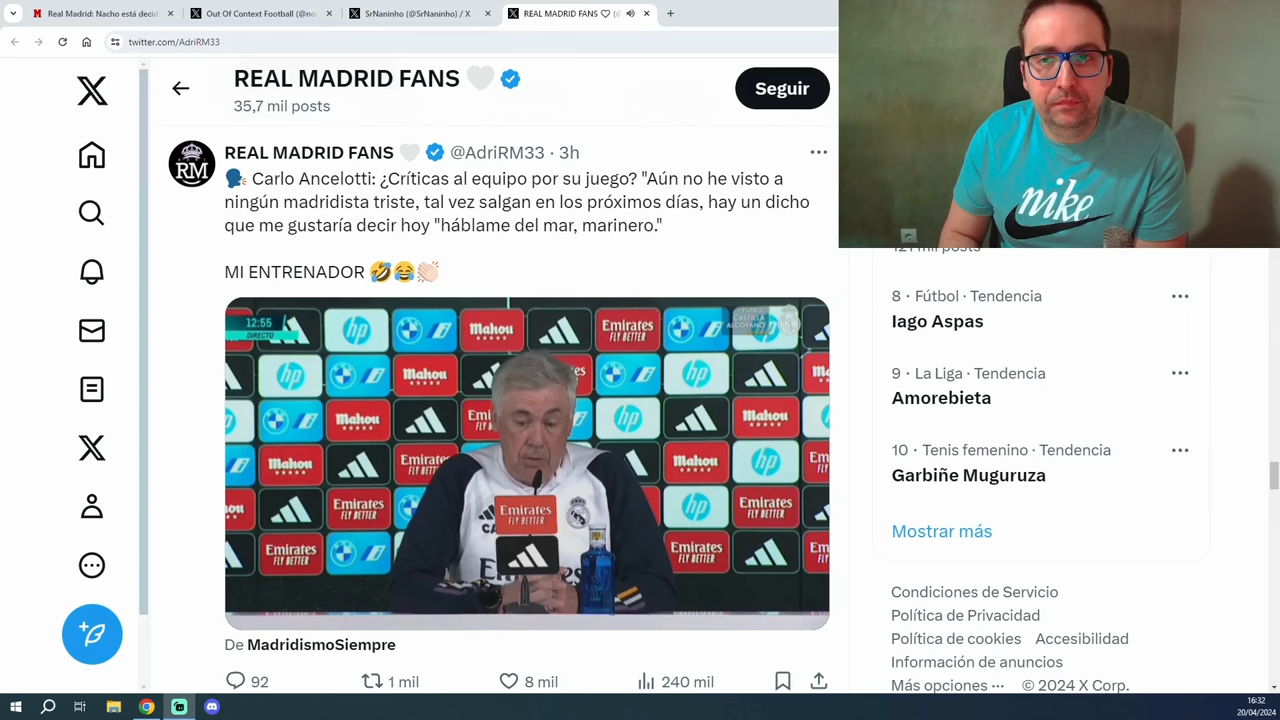 Real Madrid: Nacho está decid
Out Of Context Football (@no
SrNaninho (@SrNaninho) / X
REAL MADRID FANS 🤍 (@
twitter.com/AdriRM33
REAL MADRID FANS 🤍
35,7 mil posts
Seguir
REAL MADRID FANS 🤍 @AdriRM33 · 3h
🗣️ Carlo Ancelotti: ¿Críticas al equipo por su juego? "Aún no he visto a
ningún madridista triste, tal vez salgan en los próximos días, hay un dicho
que me gustaría decir hoy "háblame del mar, marinero."
MI ENTRENADOR 🤣😂👏🏻
RM
12:55
DIRECTO
CASTILLA
ALCOYANO
hp
Mahou
Emirates
FLY BETTER
De MadridismoSiempre
92
1 mil
8 mil
240 mil
nike
121 mil posts
8 · Fútbol · Tendencia
Iago Aspas
9 · La Liga · Tendencia
Amorebieta
10 · Tenis femenino · Tendencia
Garbiñe Muguruza
Mostrar más
Condiciones de Servicio
Política de Privacidad
Política de cookies Accesibilidad
Información de anuncios
Más opciones ··· © 2024 X Corp.
16:32
20/04/2024